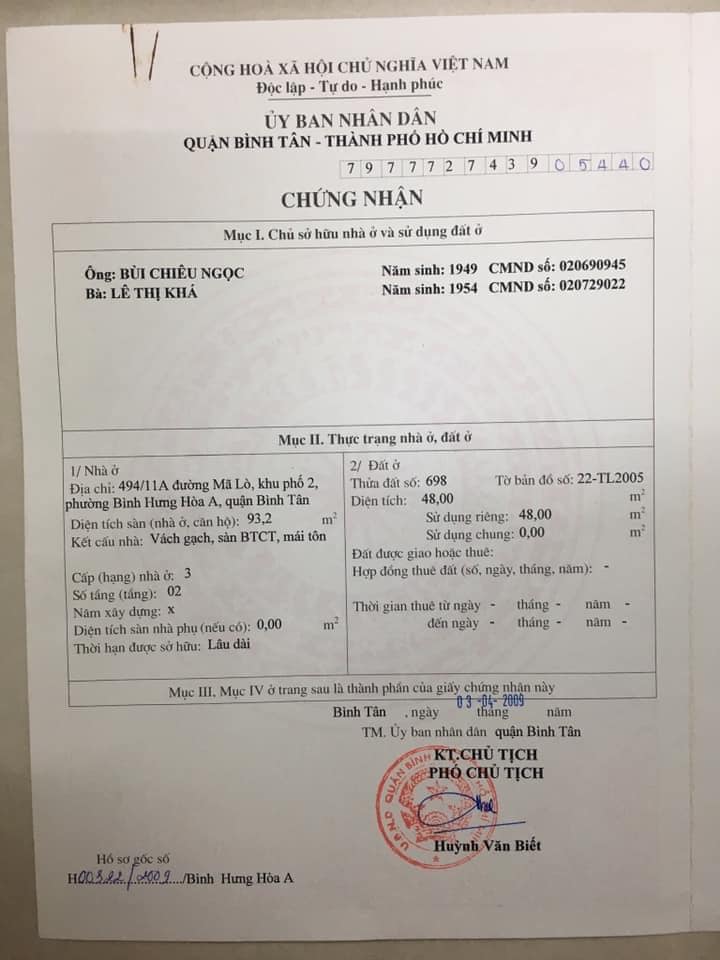 CỘNG HOÀ XÃ HỘI CHỦ NGHĨA VIỆT NAM
Độc lập - Tự do - Hạnh phúc
ỦY BAN NHÂN DÂN
QUẬN BÌNH TÂN - THÀNH PHỐ HỒ CHÍ MINH
7 9 7 7 7 2 7 4 3 9 0 5 4 4 0
CHỨNG NHẬN
Mục I. Chủ sở hữu nhà ở và sử dụng đất ở
Ông: BÙI CHIÊU NGỌC Năm sinh: 1949 CMND số: 020690945
Bà: LÊ THỊ KHÁ Năm sinh: 1954 CMND số: 020729022
Mục II. Thực trạng nhà ở, đất ở
1/ Nhà ở
Địa chỉ: 494/11A đường Mã Lò, khu phố 2,
phường Bình Hưng Hòa A, quận Bình Tân
Diện tích sàn (nhà ở, căn hộ): 93,2 m²
Kết cấu nhà: Vách gạch, sàn BTCT, mái tôn
Cấp (hạng) nhà ở: 3
Số tầng (tầng): 02
Năm xây dựng: x
Diện tích sàn nhà phụ (nếu có): 0,00 m²
Thời hạn được sở hữu: Lâu dài
2/ Đất ở
Thửa đất số: 698 Tờ bản đồ số: 22-TL2005
Diện tích: 48,00 m²
Sử dụng riêng: 48,00 m²
Sử dụng chung: 0,00 m²
Đất được giao hoặc thuê:
Hợp đồng thuê đất (số, ngày, tháng, năm): -
Thời gian thuê từ ngày - tháng - năm -
đến ngày - tháng - năm -
Mục III, Mục IV ở trang sau là thành phần của giấy chứng nhận này
03 -04- 2009
Bình Tân , ngày tháng năm
TM. Ủy ban nhân dân quận Bình Tân
KT.CHỦ TỊCH
PHÓ CHỦ TỊCH
U.B.N.D QUẬN BÌNH
Huỳnh Văn Biết
Hồ sơ gốc số
H00322/2009/Bình Hưng Hòa A